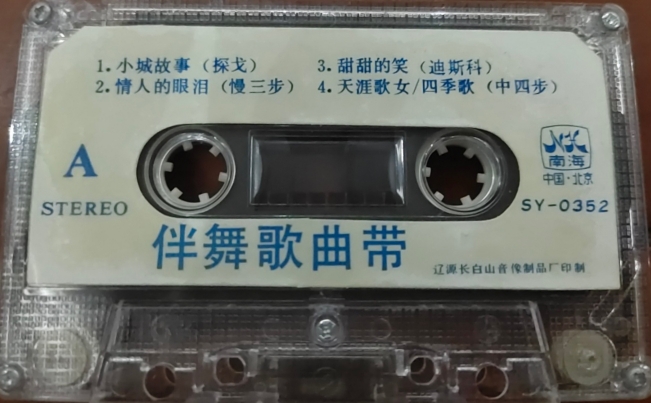 1.小城故事（探戈）
2.情人的眼泪（慢三步）
3.甜甜的笑（迪斯科）
4.天涯歌女/四季歌（中四步）
A
STEREO
NK
南海
中国·北京
SY-0352
伴舞歌曲带
辽源长白山音像制品厂印制